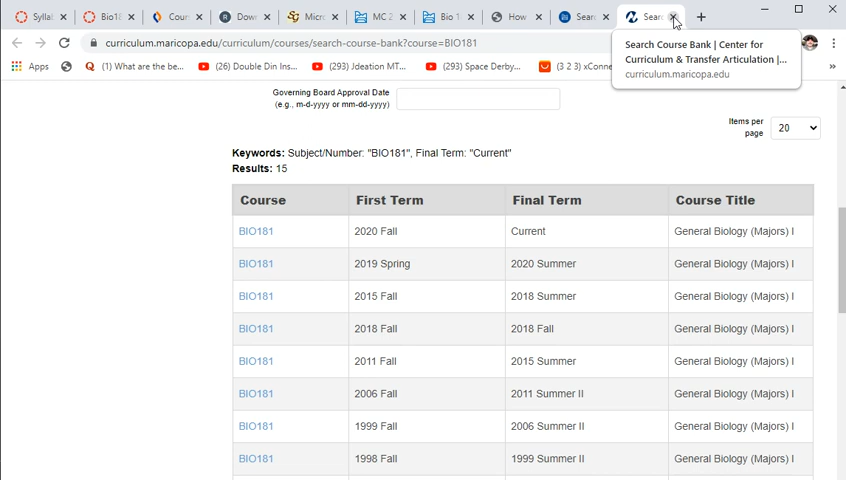 Sylla
Bio18
Cours
Dow
Micro
MC 2
Bio 1
How
Sear
Sear
curriculum.maricopa.edu/curriculum/courses/search-course-bank?course=BIO181
Apps
(1) What are the be...
(26) Double Din Ins...
(293) Jdeation MT...
(293) Space Derby...
(3 2 3) xConne
»
Search Course Bank | Center for
Curriculum & Transfer Articulation |...
curriculum.maricopa.edu
Governing Board Approval Date
(e.g., m-d-yyyy or mm-dd-yyyy)
Items per
page
20
Keywords: Subject/Number: "BIO181", Final Term: "Current"
Results: 15
Course First Term Final Term Course Title
BIO181 2020 Fall Current General Biology (Majors) I
BIO181 2019 Spring 2020 Summer General Biology (Majors) I
BIO181 2015 Fall 2018 Summer General Biology (Majors) I
BIO181 2018 Fall 2018 Fall General Biology (Majors) I
BIO181 2011 Fall 2015 Summer General Biology (Majors) I
BIO181 2006 Fall 2011 Summer II General Biology (Majors) I
BIO181 1999 Fall 2006 Summer II General Biology (Majors) I
BIO181 1998 Fall 1999 Summer II General Biology (Majors) I